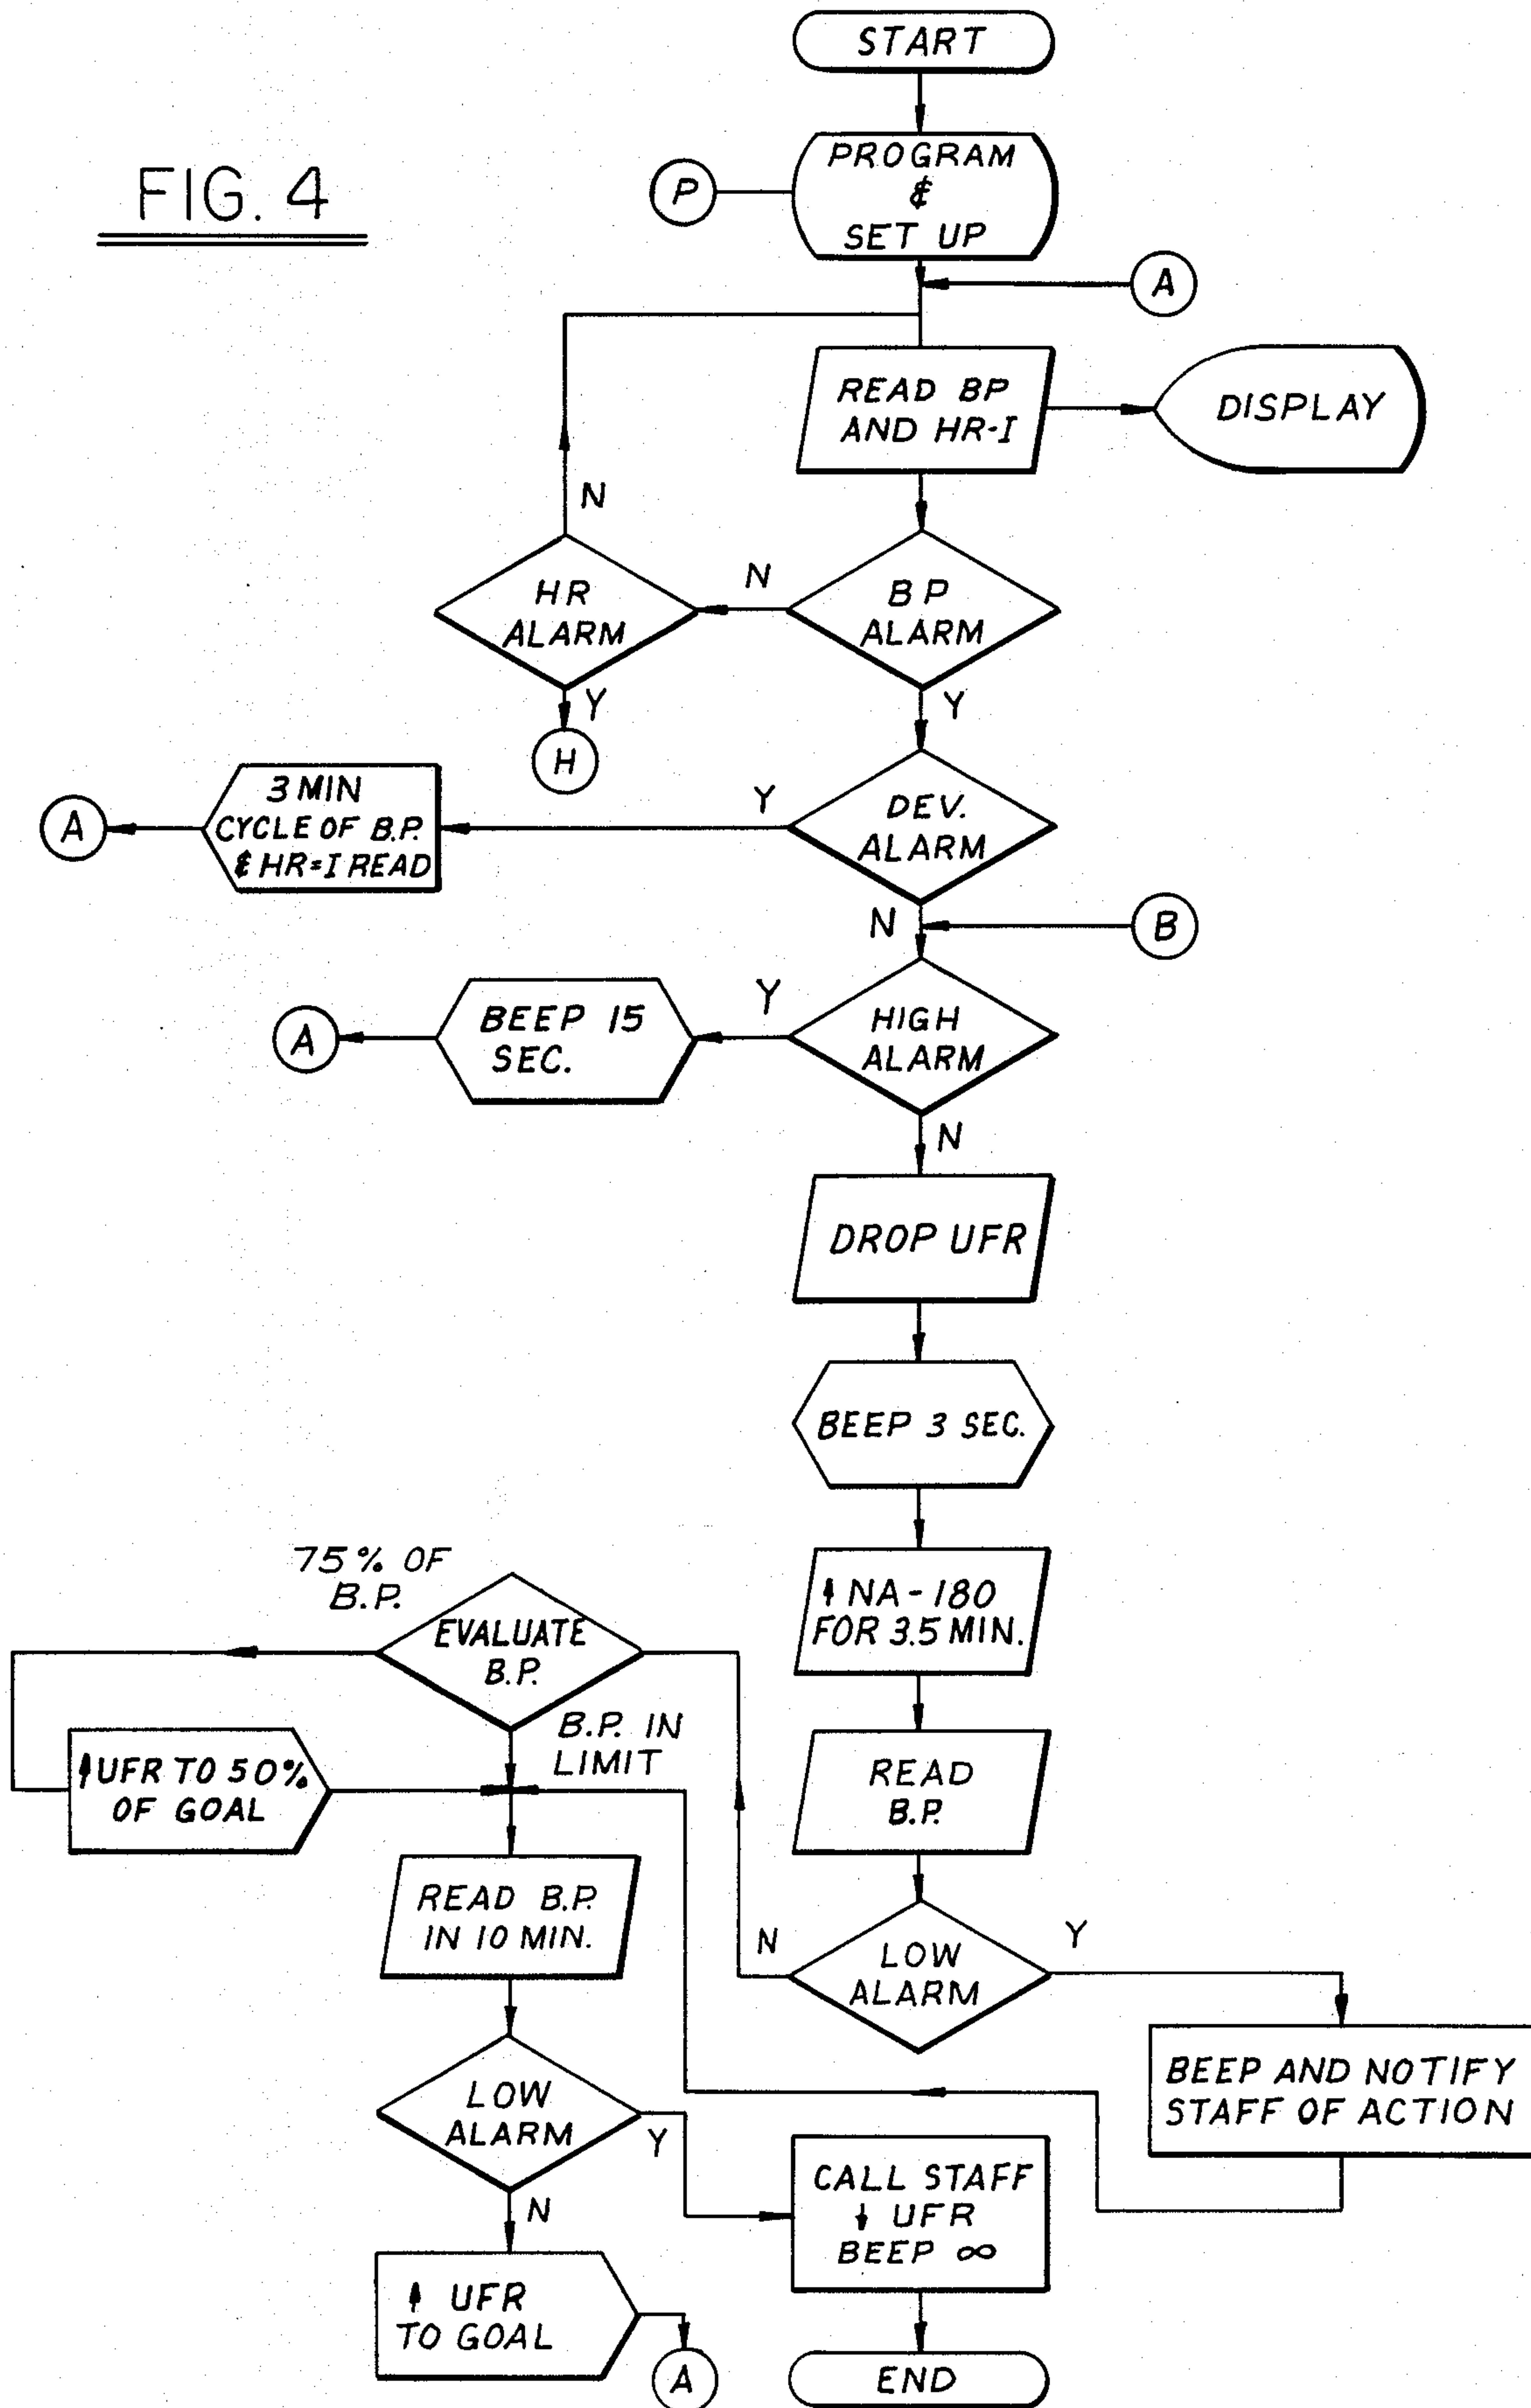 START
FIG. 4
PROGRAM
&
SET UP
P
A
READ BP
AND HR-I
DISPLAY
N
HR
ALARM
N
BP
ALARM
Y
Y
H
3 MIN
CYCLE OF B.P.
& HR=I READ
A
Y
DEV.
ALARM
N
B
A
BEEP 15
SEC.
Y
HIGH
ALARM
N
DROP UFR
BEEP 3 SEC.
75% OF
B.P.
EVALUATE
B.P.
↑ NA-180
FOR 3.5 MIN.
B.P. IN
LIMIT
↑ UFR TO 50%
OF GOAL
READ
B.P.
READ B.P.
IN 10 MIN.
N
LOW
ALARM
Y
BEEP AND NOTIFY
STAFF OF ACTION
LOW
ALARM
Y
N
CALL STAFF
↓ UFR
BEEP ∞
↑ UFR
TO GOAL
A
END